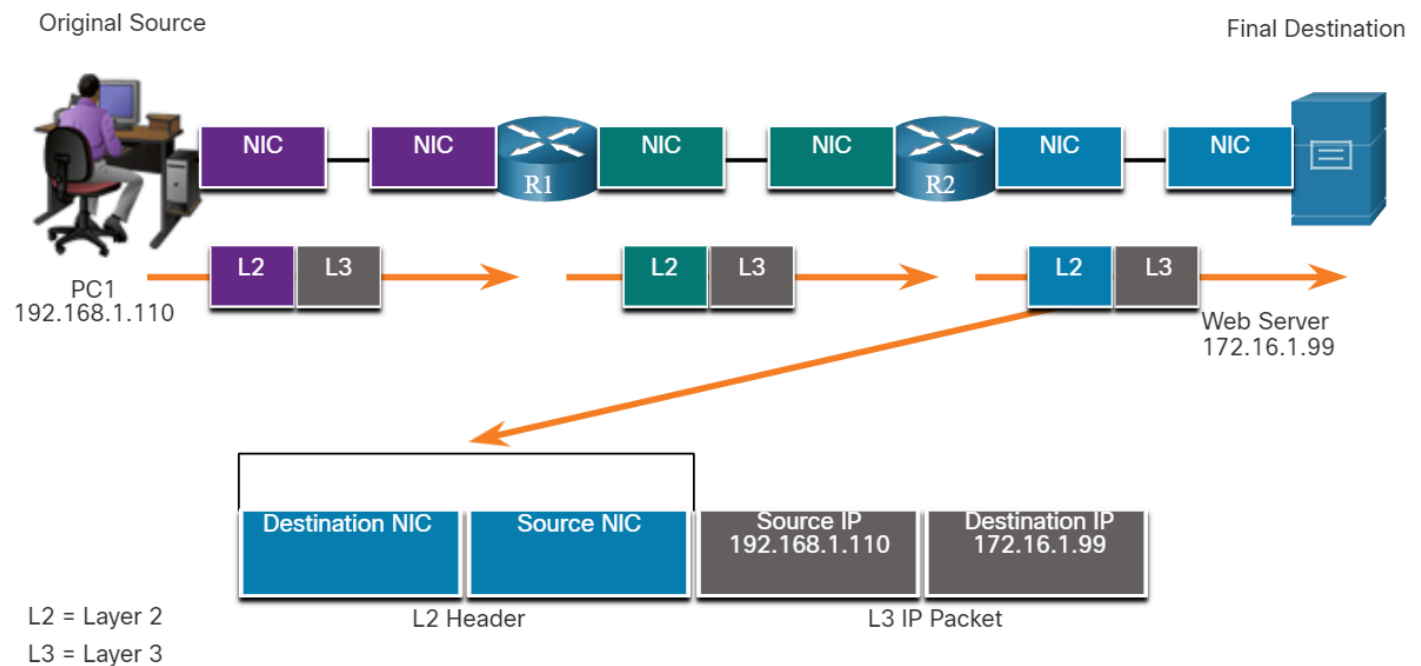 Original Source
Final Destination
NIC
NIC
R1
NIC
NIC
R2
NIC
NIC
L2
L3
L2
L3
L2
L3
PC1
192.168.1.110
Web Server
172.16.1.99
Destination NIC
Source NIC
Source IP
192.168.1.110
Destination IP
172.16.1.99
L2 = Layer 2
L2 Header
L3 IP Packet
L3 = Layer 3